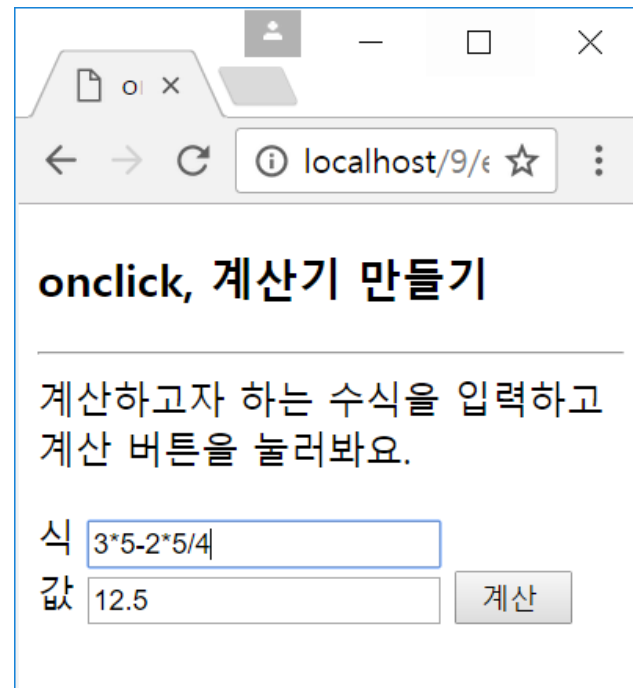 localhost/9/
onclick, 계산기 만들기
계산하고자 하는 수식을 입력하고
계산 버튼을 눌러봐요.
식 3*5-2*5/4
값 12.5 계산